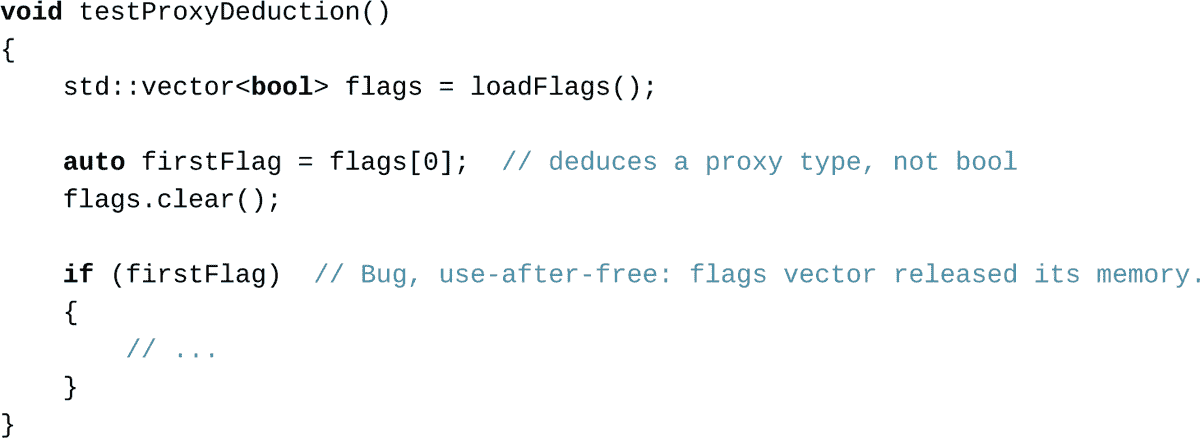 void testProxyDeduction()
{
    std::vector<bool> flags = loadFlags();

    auto firstFlag = flags[0];  // deduces a proxy type, not bool
    flags.clear();

    if (firstFlag)  // Bug, use-after-free: flags vector released its memory.
    {
        // ...
    }
}